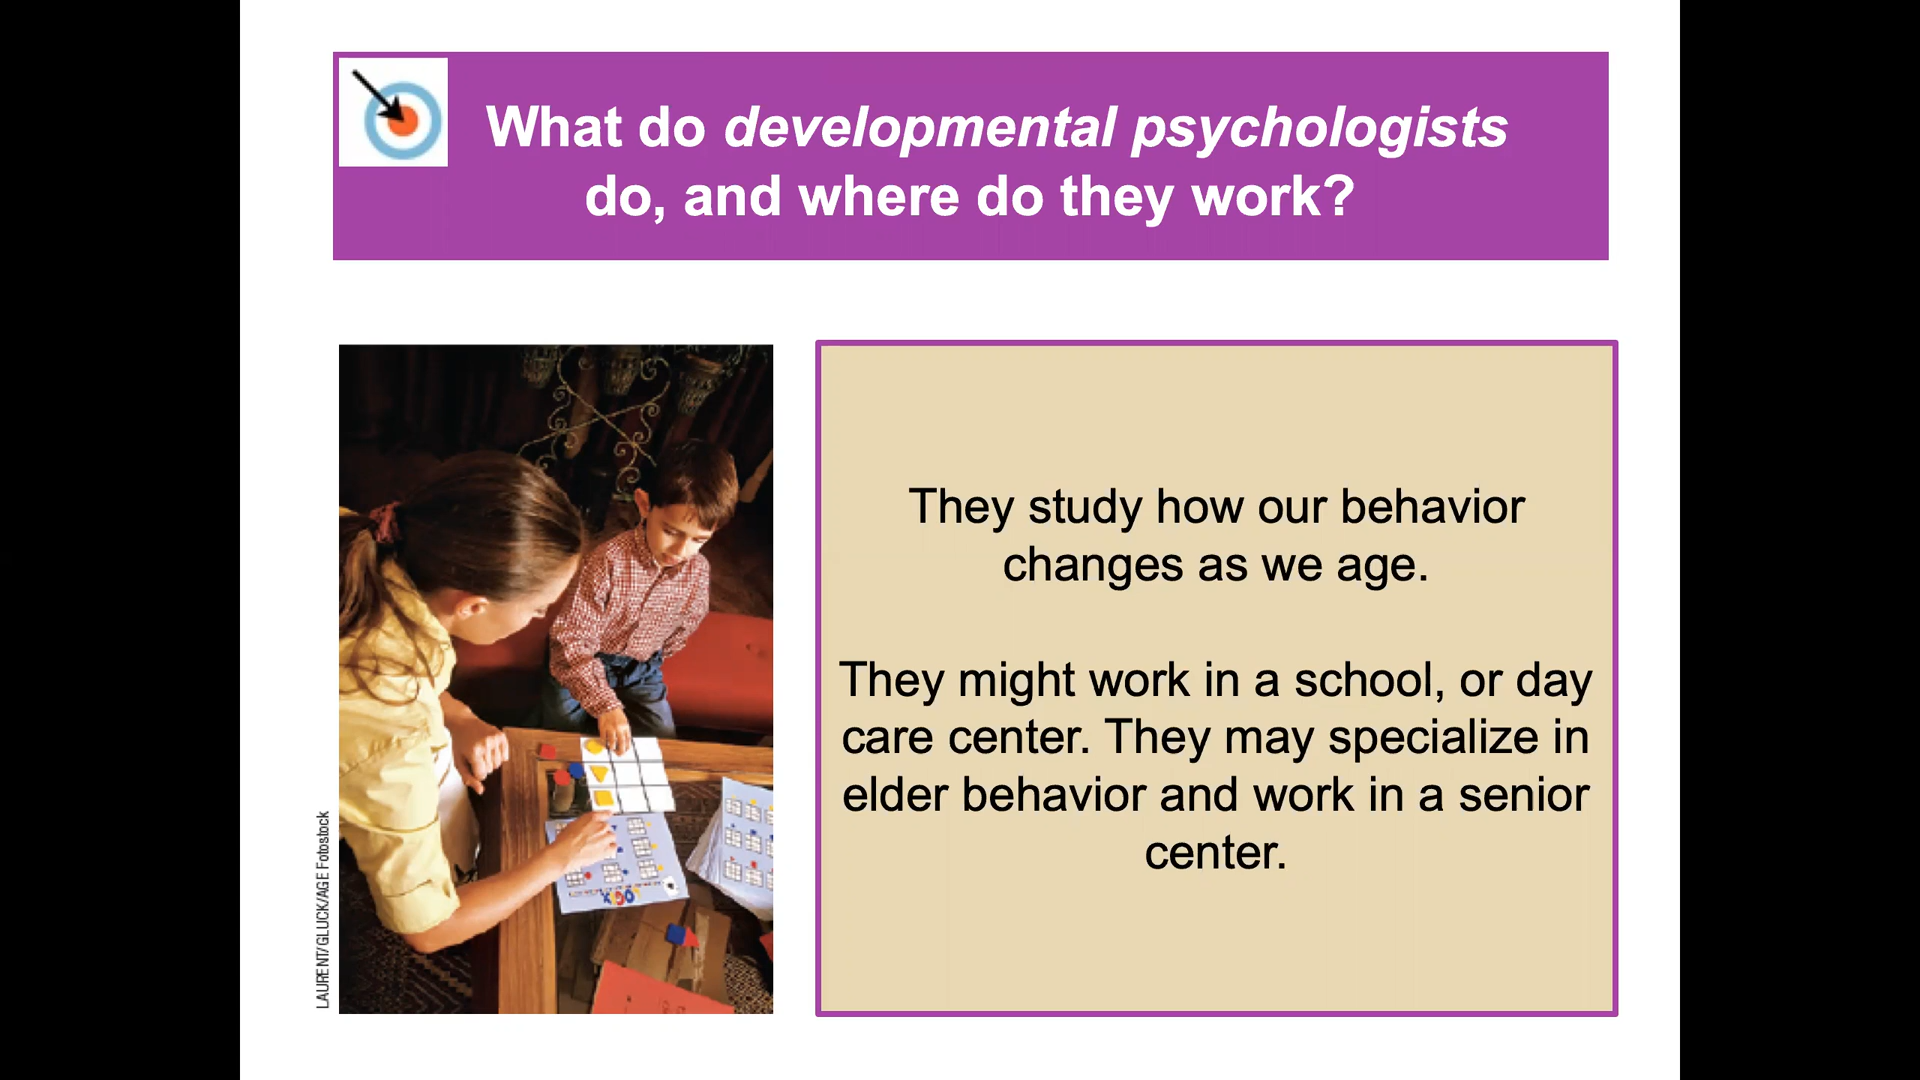 What do developmental psychologists
do, and where do they work?
They study how our behavior
changes as we age.
They might work in a school, or day
care center. They may specialize in
elder behavior and work in a senior
center.
LAURENT/GLUCK/AGE Fotostock